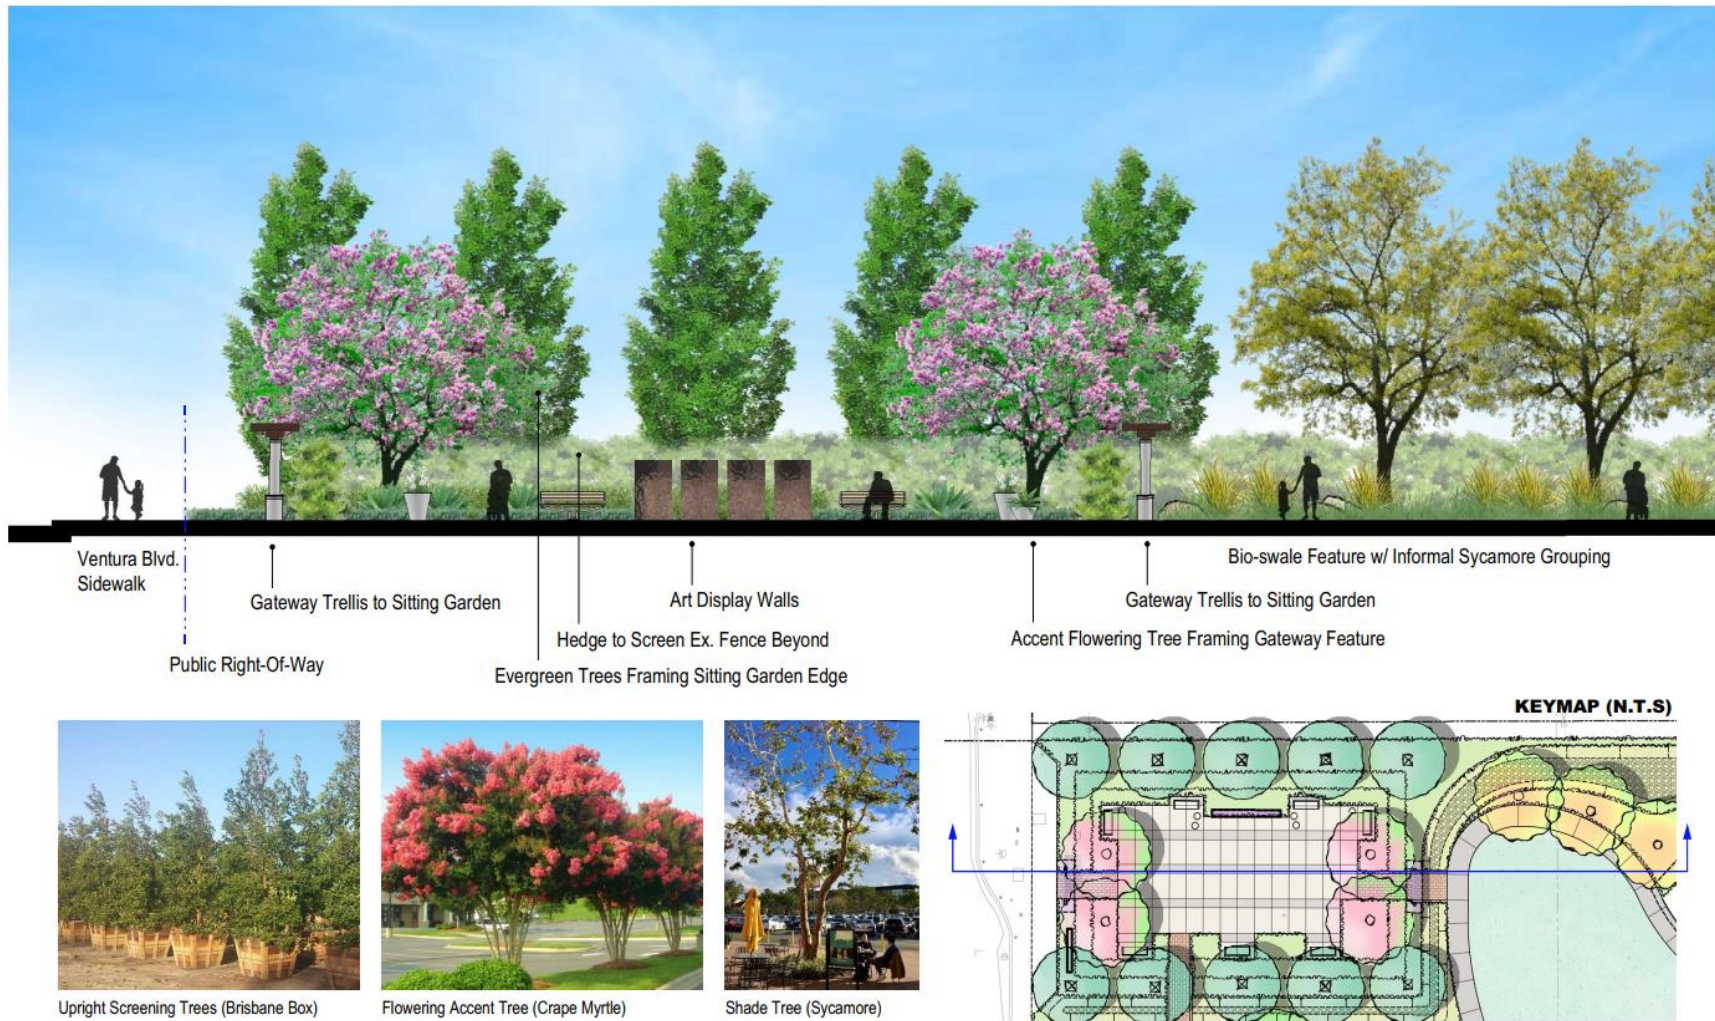 Ventura Blvd.
Sidewalk
Public Right-Of-Way
Gateway Trellis to Sitting Garden
Evergreen Trees Framing Sitting Garden Edge
Hedge to Screen Ex. Fence Beyond
Art Display Walls
Accent Flowering Tree Framing Gateway Feature
Gateway Trellis to Sitting Garden
Bio-swale Feature w/ Informal Sycamore Grouping
KEYMAP (N.T.S)
Upright Screening Trees (Brisbane Box)
Flowering Accent Tree (Crape Myrtle)
Shade Tree (Sycamore)